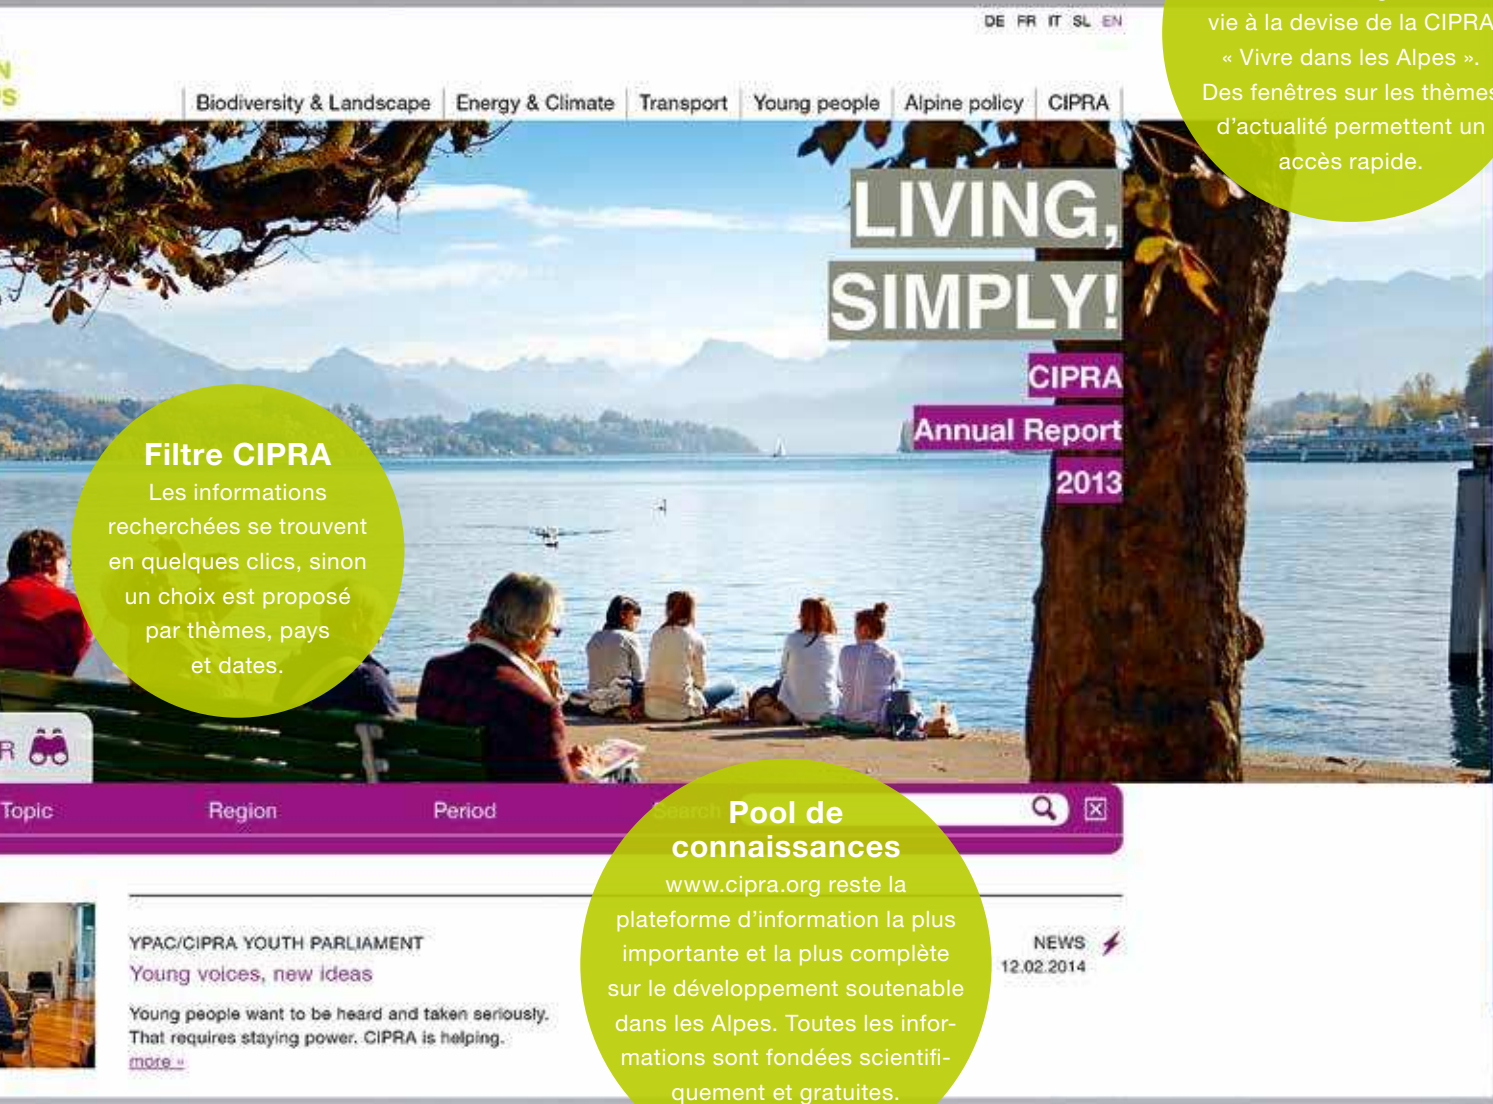 DE FR IT SL EN
vie à la devise de la CIPRA
« Vivre dans les Alpes ».
Des fenêtres sur les thèmes
d'actualité permettent un
accès rapide.
N
S
Biodiversity & Landscape
Energy & Climate
Transport
Young people
Alpine policy
CIPRA
LIVING,
SIMPLY!
CIPRA
Annual Report
2013
Filtre CIPRA
Les informations
recherchées se trouvent
en quelques clics, sinon
un choix est proposé
par thèmes, pays
et dates.
R
Topic
Region
Period
Search
Pool de
connaissances
www.cipra.org reste la
plateforme d'information la plus
importante et la plus complète
sur le développement soutenable
dans les Alpes. Toutes les infor-
mations sont fondées scientifi-
quement et gratuites.
YPAC/CIPRA YOUTH PARLIAMENT
Young voices, new ideas
Young people want to be heard and taken seriously.
That requires staying power. CIPRA is helping.
more »
NEWS
12.02.2014